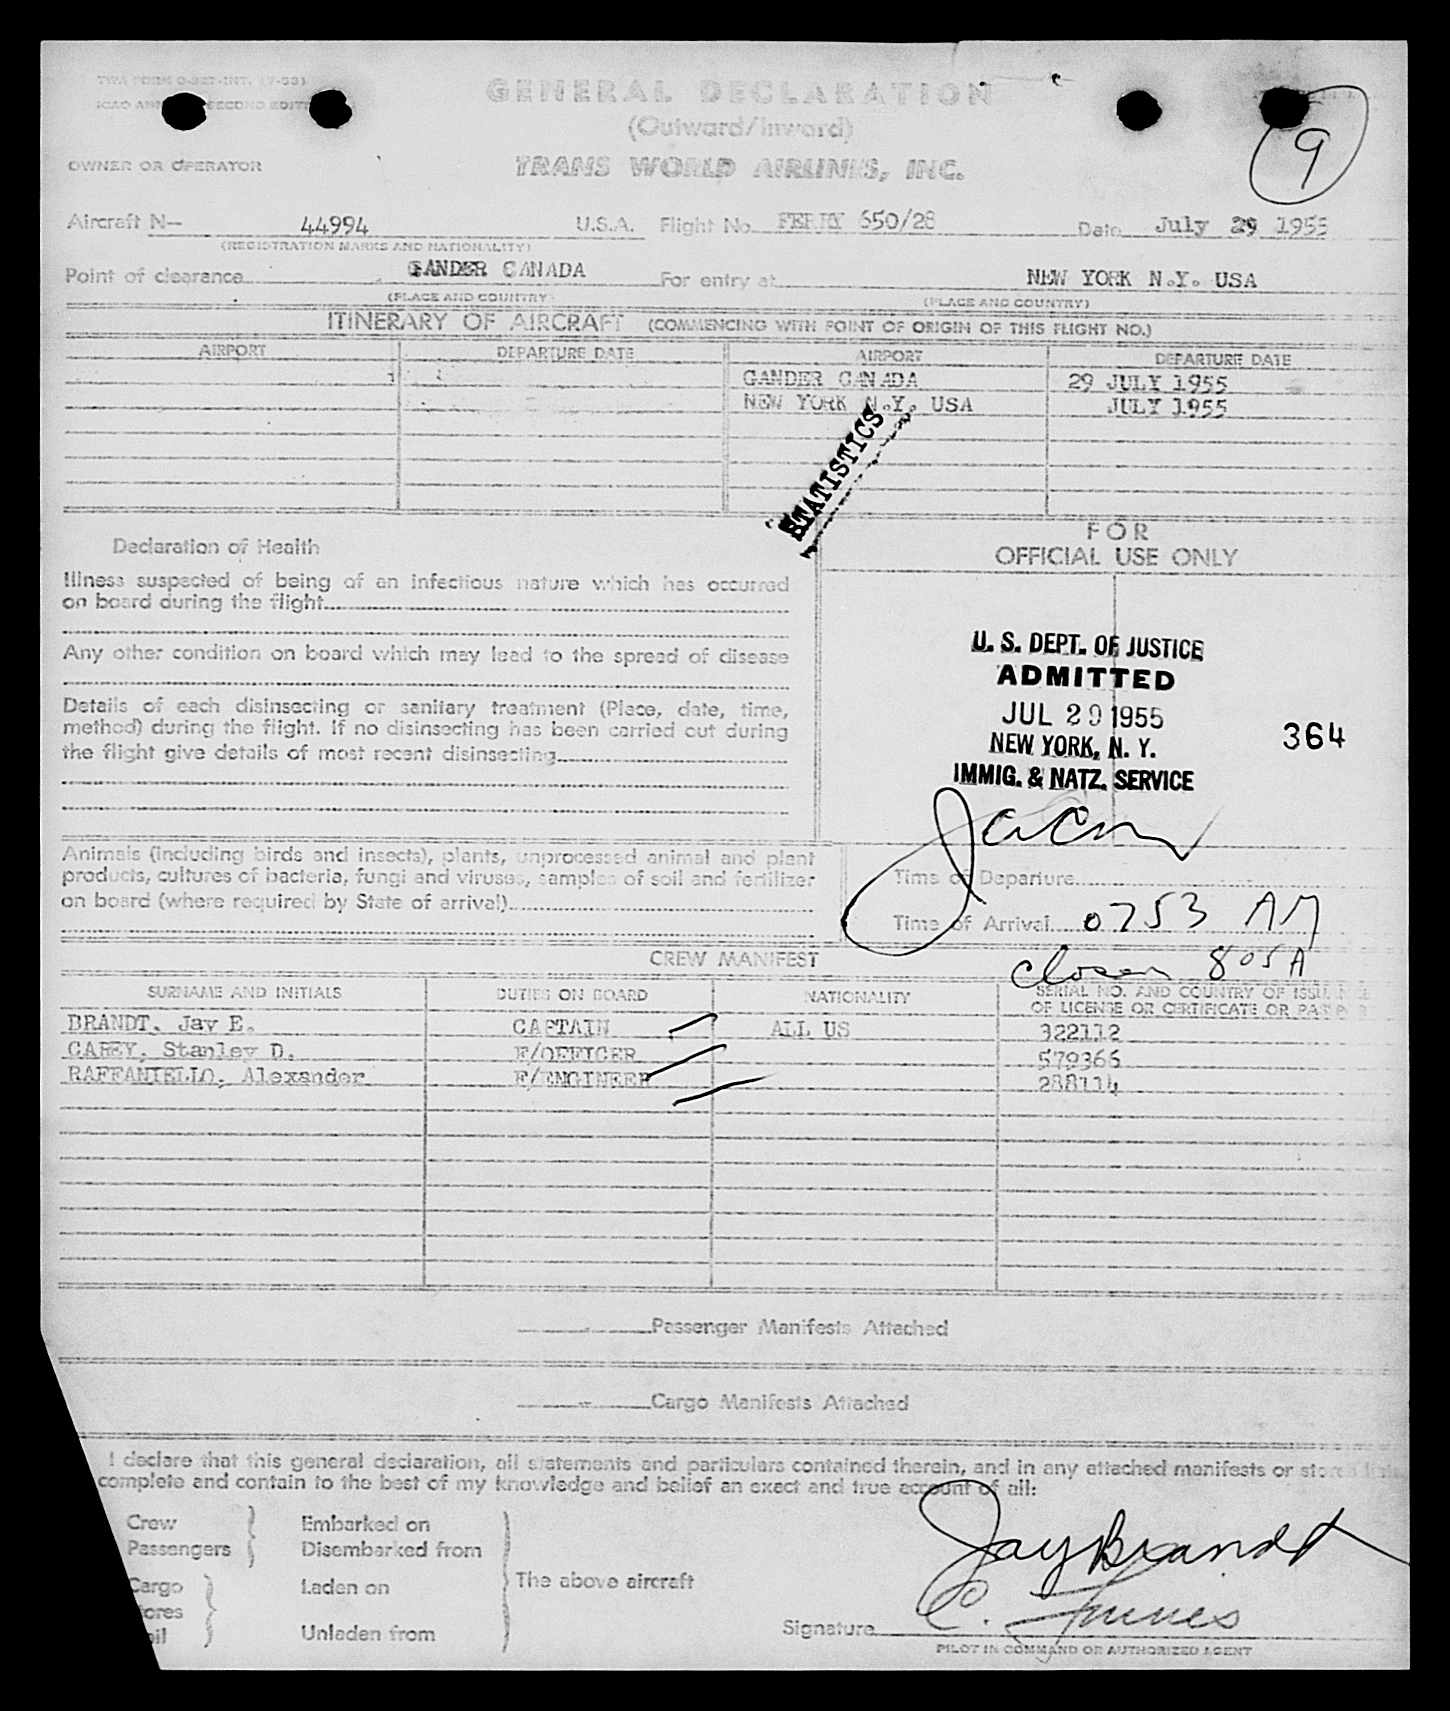 TWA FORM O-327-INT. (7-53)
GENERAL DECLARATION
(Outward/Inward)
9
OWNER OR OPERATOR TRANS WORLD AIRLINES, INC.
Aircraft N— 44994 U.S.A. Flight No. FERRY 650/28 Date July 29 1955
(REGISTRATION MARKS AND NATIONALITY)
Point of clearance GANDER CANADA For entry at NEW YORK N.Y. USA
(PLACE AND COUNTRY) (PLACE AND COUNTRY)
ITINERARY OF AIRCRAFT (COMMENCING WITH POINT OF ORIGIN OF THIS FLIGHT NO.)
AIRPORT DEPARTURE DATE AIRPORT DEPARTURE DATE
GANDER CANADA 29 JULY 1955
NEW YORK N.Y. USA JULY 1955
STATISTICS
FOR
OFFICIAL USE ONLY
Declaration of Health
Illness suspected of being of an infectious nature which has occurred
on board during the flight
Any other condition on board which may lead to the spread of disease
Details of each disinsecting or sanitary treatment (Place, date, time,
method) during the flight. If no disinsecting has been carried out during
the flight give details of most recent disinsecting
U. S. DEPT. OF JUSTICE
ADMITTED
JUL 29 1955
NEW YORK, N. Y.
IMMIG. & NATZ. SERVICE
364
Animals (including birds and insects), plants, unprocessed animal and plant
products, cultures of bacteria, fungi and viruses, samples of soil and fertilizer
on board (where required by State of arrival)
Time of Departure
Time of Arrival 0753 AM
closed 805A
CREW MANIFEST
SURNAME AND INITIALS DUTIES ON BOARD NATIONALITY SERIAL NO. AND COUNTRY OF ISSUE
OF LICENSE OR CERTIFICATE OR PASSPORT
BRANDT, Jay E. CAPTAIN ALL US 322112
CAREY, Stanley D. F/OFFICER 579366
RAFFANIELLO, Alexander F/ENGINEER 288114
Passenger Manifests Attached
Cargo Manifests Attached
I declare that this general declaration, all statements and particulars contained therein, and in any attached manifests or stores lists
complete and contain to the best of my knowledge and belief an exact and true account of all:
Crew Embarked on
Passengers Disembarked from
Cargo Laden on
The above aircraft
Unladen from
Jay Brandt
Signature
PILOT IN COMMAND OR AUTHORIZED AGENT